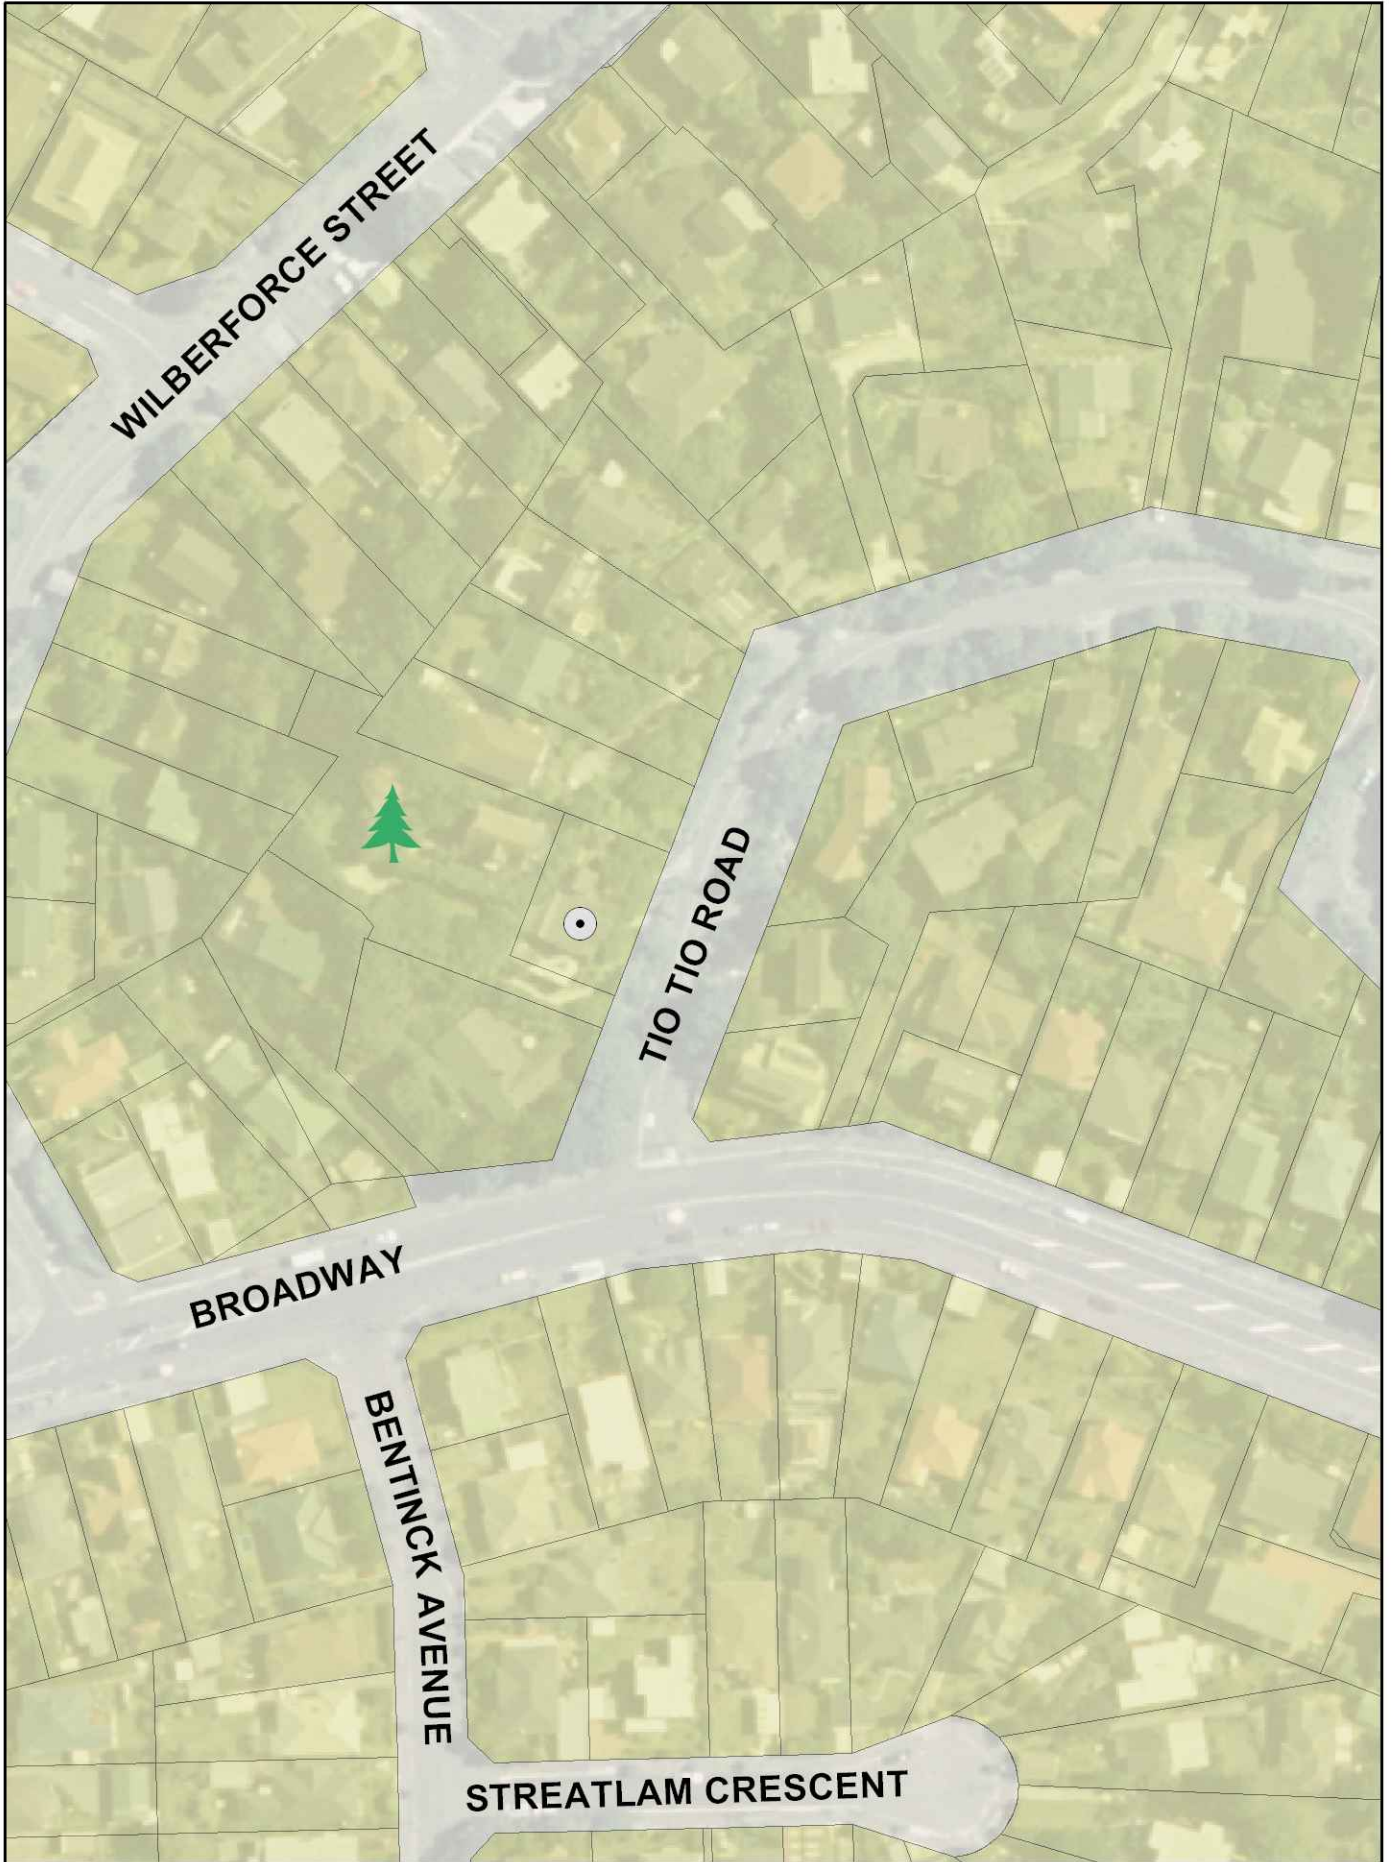 WILBERFORCE STREET
TIO TIO ROAD
BROADWAY
BENTINCK AVENUE
STREATLAM CRESCENT